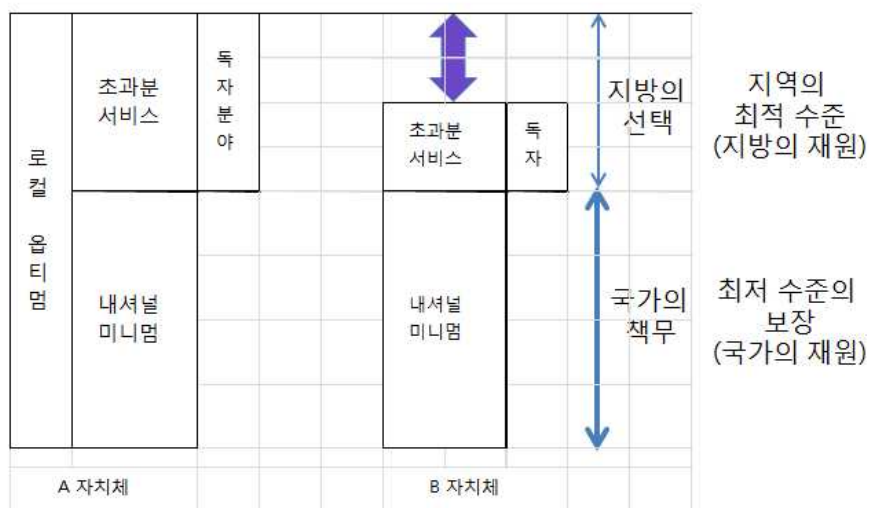 로
컬
옵
티
멈
초과분
서비스
독
자
분
야
내셔널
미니멈
A 자치체
초과분
서비스
독
자
내셔널
미니멈
B 자치체
지방의
선택
국가의
책무
지역의
최적 수준
(지방의 재원)
최저 수준의
보장
(국가의 재원)